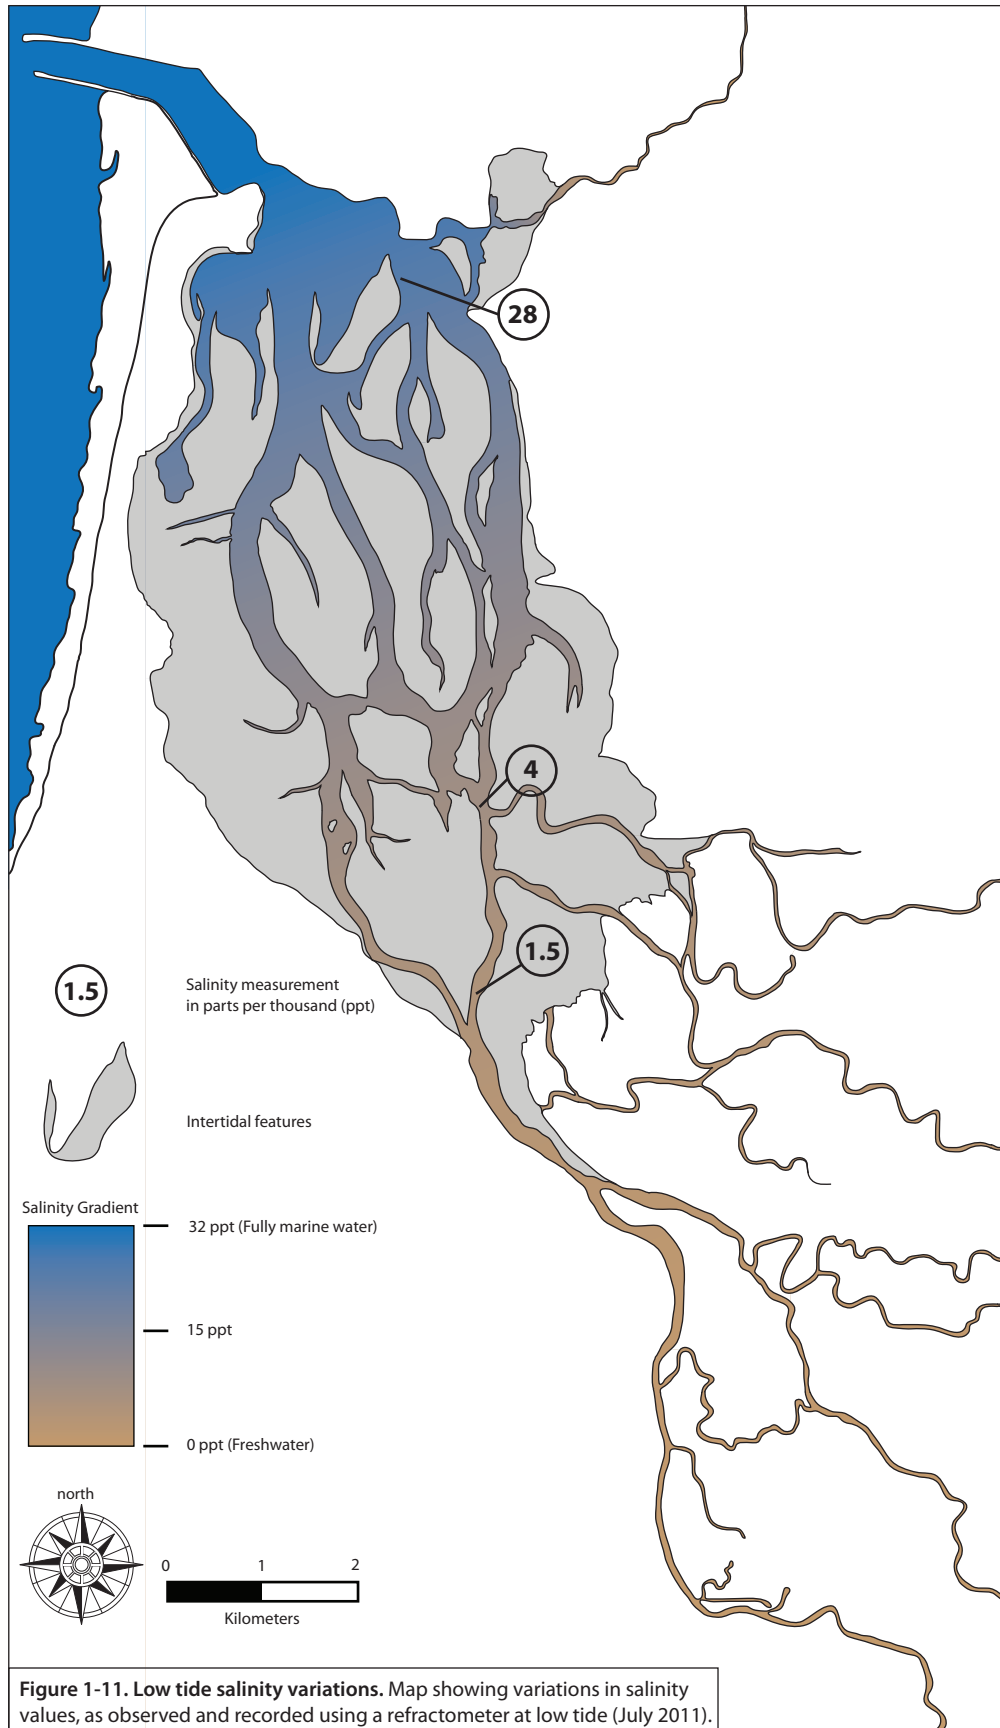 28
4
1.5
1.5
Salinity measurement
in parts per thousand (ppt)
Intertidal features
Salinity Gradient
32 ppt (Fully marine water)
15 ppt
0 ppt (Freshwater)
north
0 1 2
Kilometers
Figure 1-11. Low tide salinity variations. Map showing variations in salinity
values, as observed and recorded using a refractometer at low tide (July 2011).